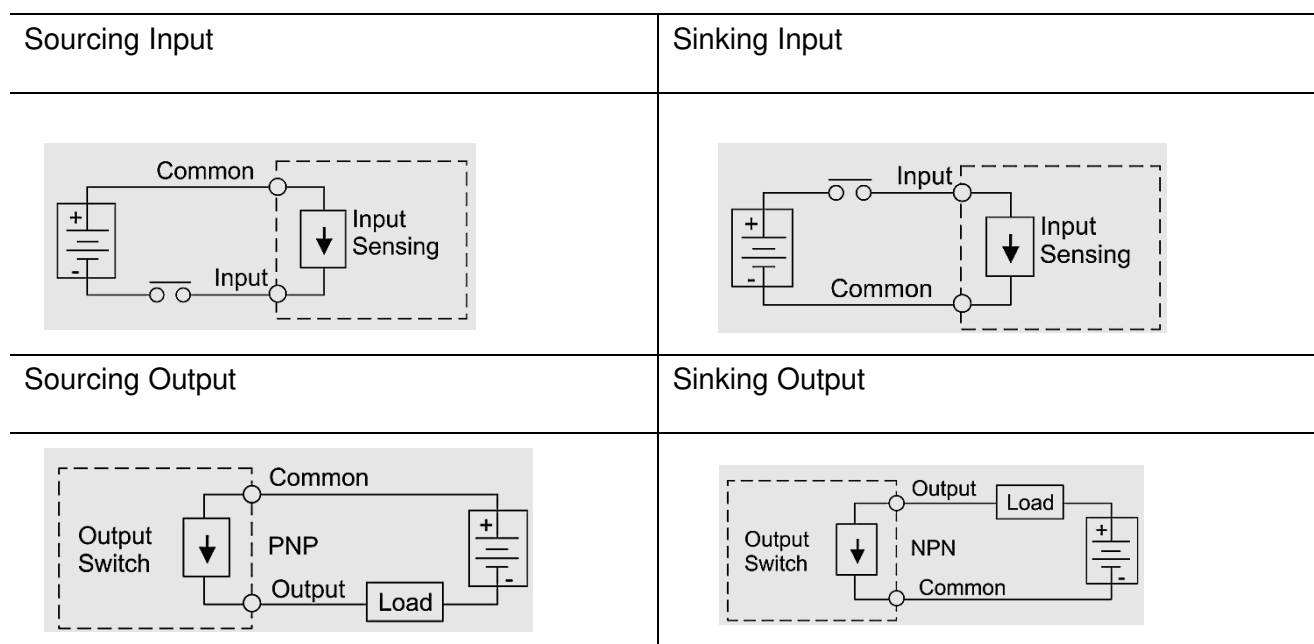 Sourcing Input
Sinking Input
Common
+
-
Input
Sensing
Input
Input
+
-
Input
Sensing
Common
Sourcing Output
Sinking Output
Common
Output
Switch
PNP
+
-
Output
Load
Output
Load
Output
Switch
NPN
+
-
Common